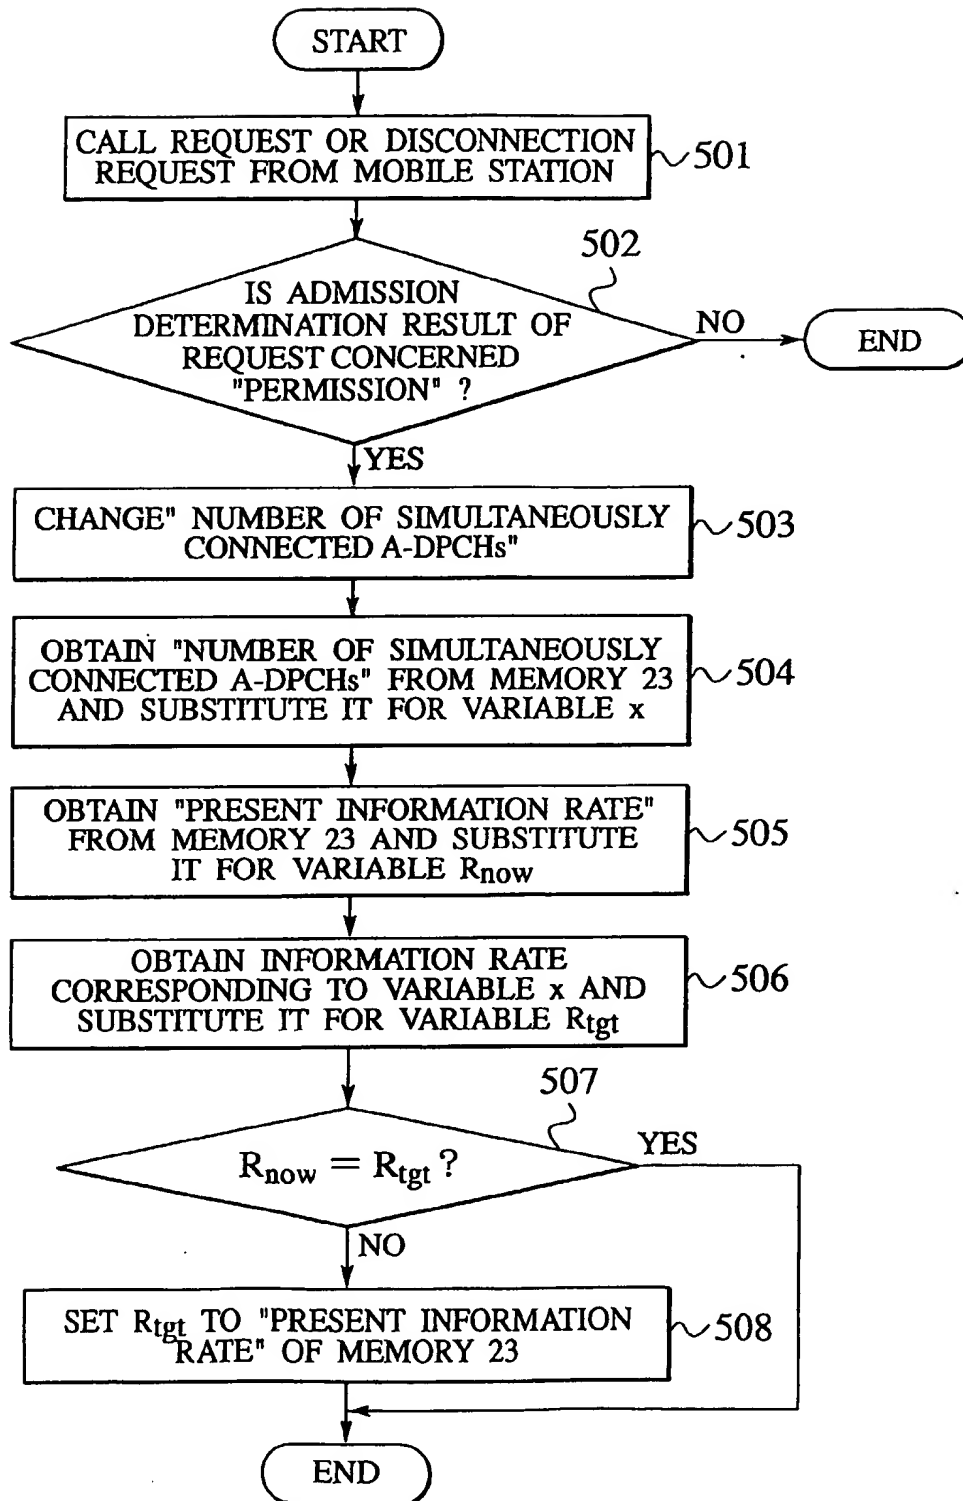 START
CALL REQUEST OR DISCONNECTION
REQUEST FROM MOBILE STATION
501
502
IS ADMISSION
DETERMINATION RESULT OF
REQUEST CONCERNED
"PERMISSION" ?
NO
END
YES
CHANGE" NUMBER OF SIMULTANEOUSLY
CONNECTED A-DPCHs"
503
OBTAIN "NUMBER OF SIMULTANEOUSLY
CONNECTED A-DPCHs" FROM MEMORY 23
AND SUBSTITUTE IT FOR VARIABLE x
504
OBTAIN "PRESENT INFORMATION RATE"
FROM MEMORY 23 AND SUBSTITUTE
IT FOR VARIABLE Rnow
505
OBTAIN INFORMATION RATE
CORRESPONDING TO VARIABLE x AND
SUBSTITUTE IT FOR VARIABLE Rtgt
506
507
Rnow = Rtgt ?
YES
NO
SET Rtgt TO "PRESENT INFORMATION
RATE" OF MEMORY 23
508
END